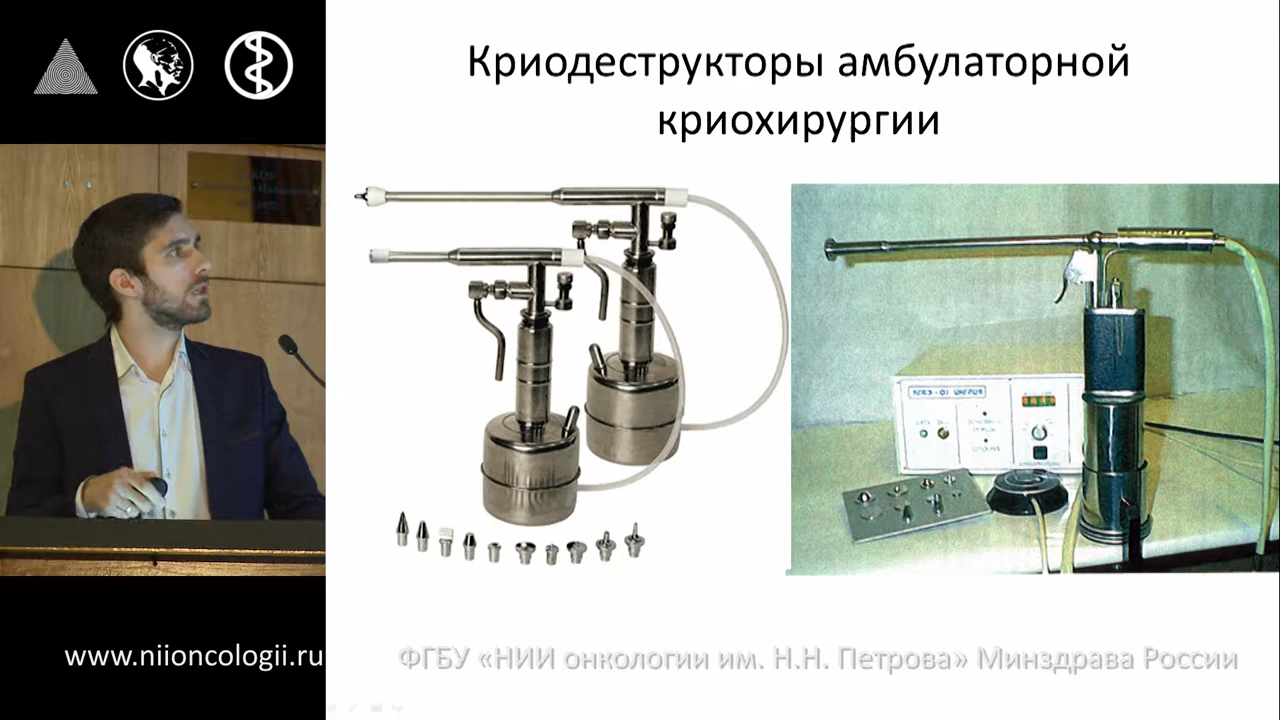 Криодеструкторы амбулаторной
криохирургии
www.niioncologii.ru
ФГБУ «НИИ онкологии им. Н.Н. Петрова» Минздрава России